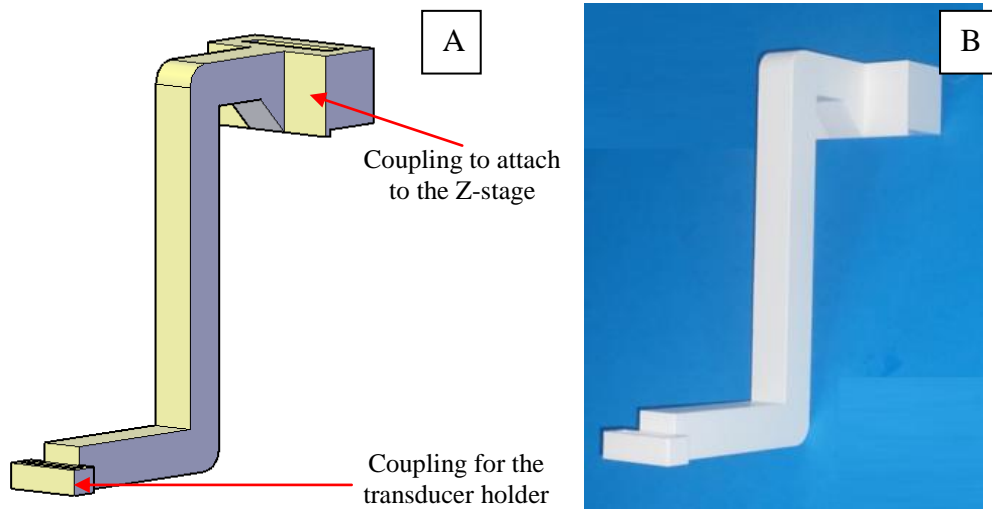 A
B
Coupling to attach
to the Z-stage
Coupling for the
transducer holder